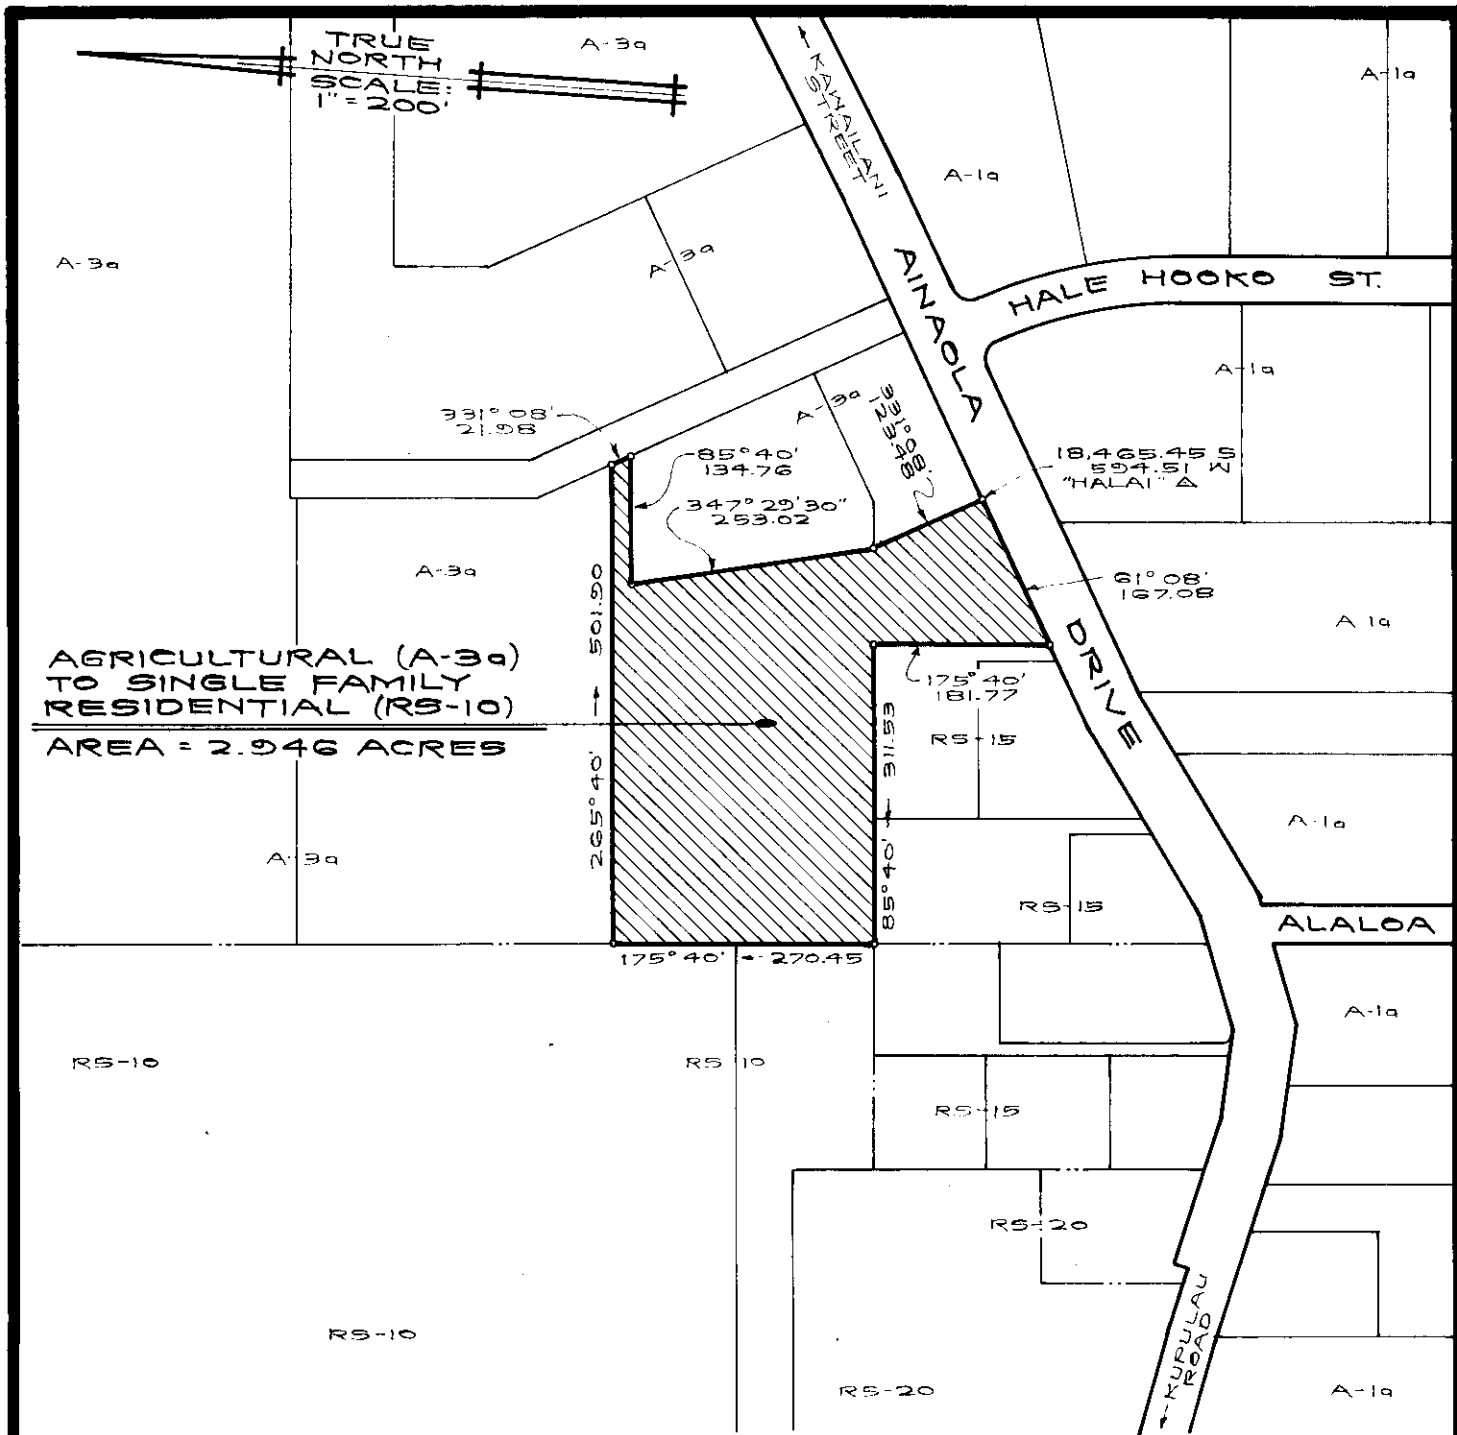 TRUE
NORTH
SCALE:
1"=200'
A-3a
A-1a
KAWAILANI
STREET
A-1a
A-3a
A-3a
AINAOLA
HALE HOOKO ST.
A-1a
331°08'
21.98
A-3a
331°08'
123.48
85°40'
134.76
18,465.45 S
594.51 W
"HALAI" △
347°29'30"
253.02
A-3a
61°08'
167.08
265°40' → 501.90
A-1a
DRIVE
AGRICULTURAL (A-3a)
TO SINGLE FAMILY
RESIDENTIAL (RS-10)
AREA = 2.946 ACRES
175°40'
181.77
RS-15
85°40' ← 311.53
A-1a
A-3a
RS-15
ALALOA
175°40' ← 270.45
A-1a
RS-10
RS-10
RS-15
RS-20
RS-10
←KUPULAU
ROAD
RS-20
A-1a